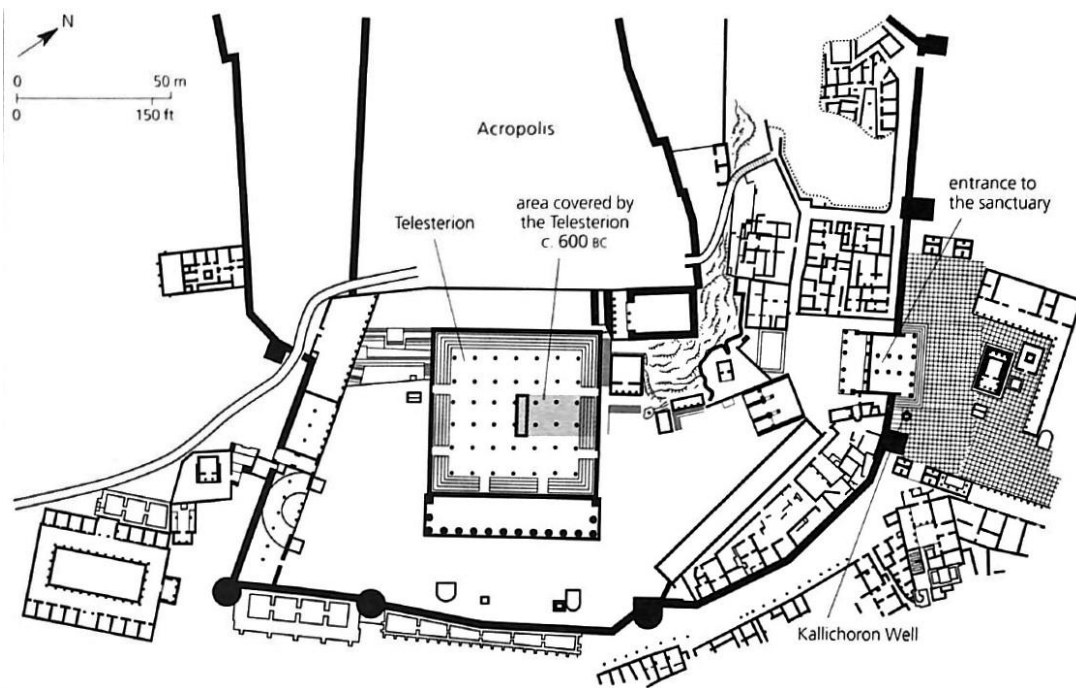 N
0 50 m
0 150 ft
Acropolis
Telesterion
area covered by
the Telesterion
c. 600 BC
entrance to
the sanctuary
Kallichoron Well